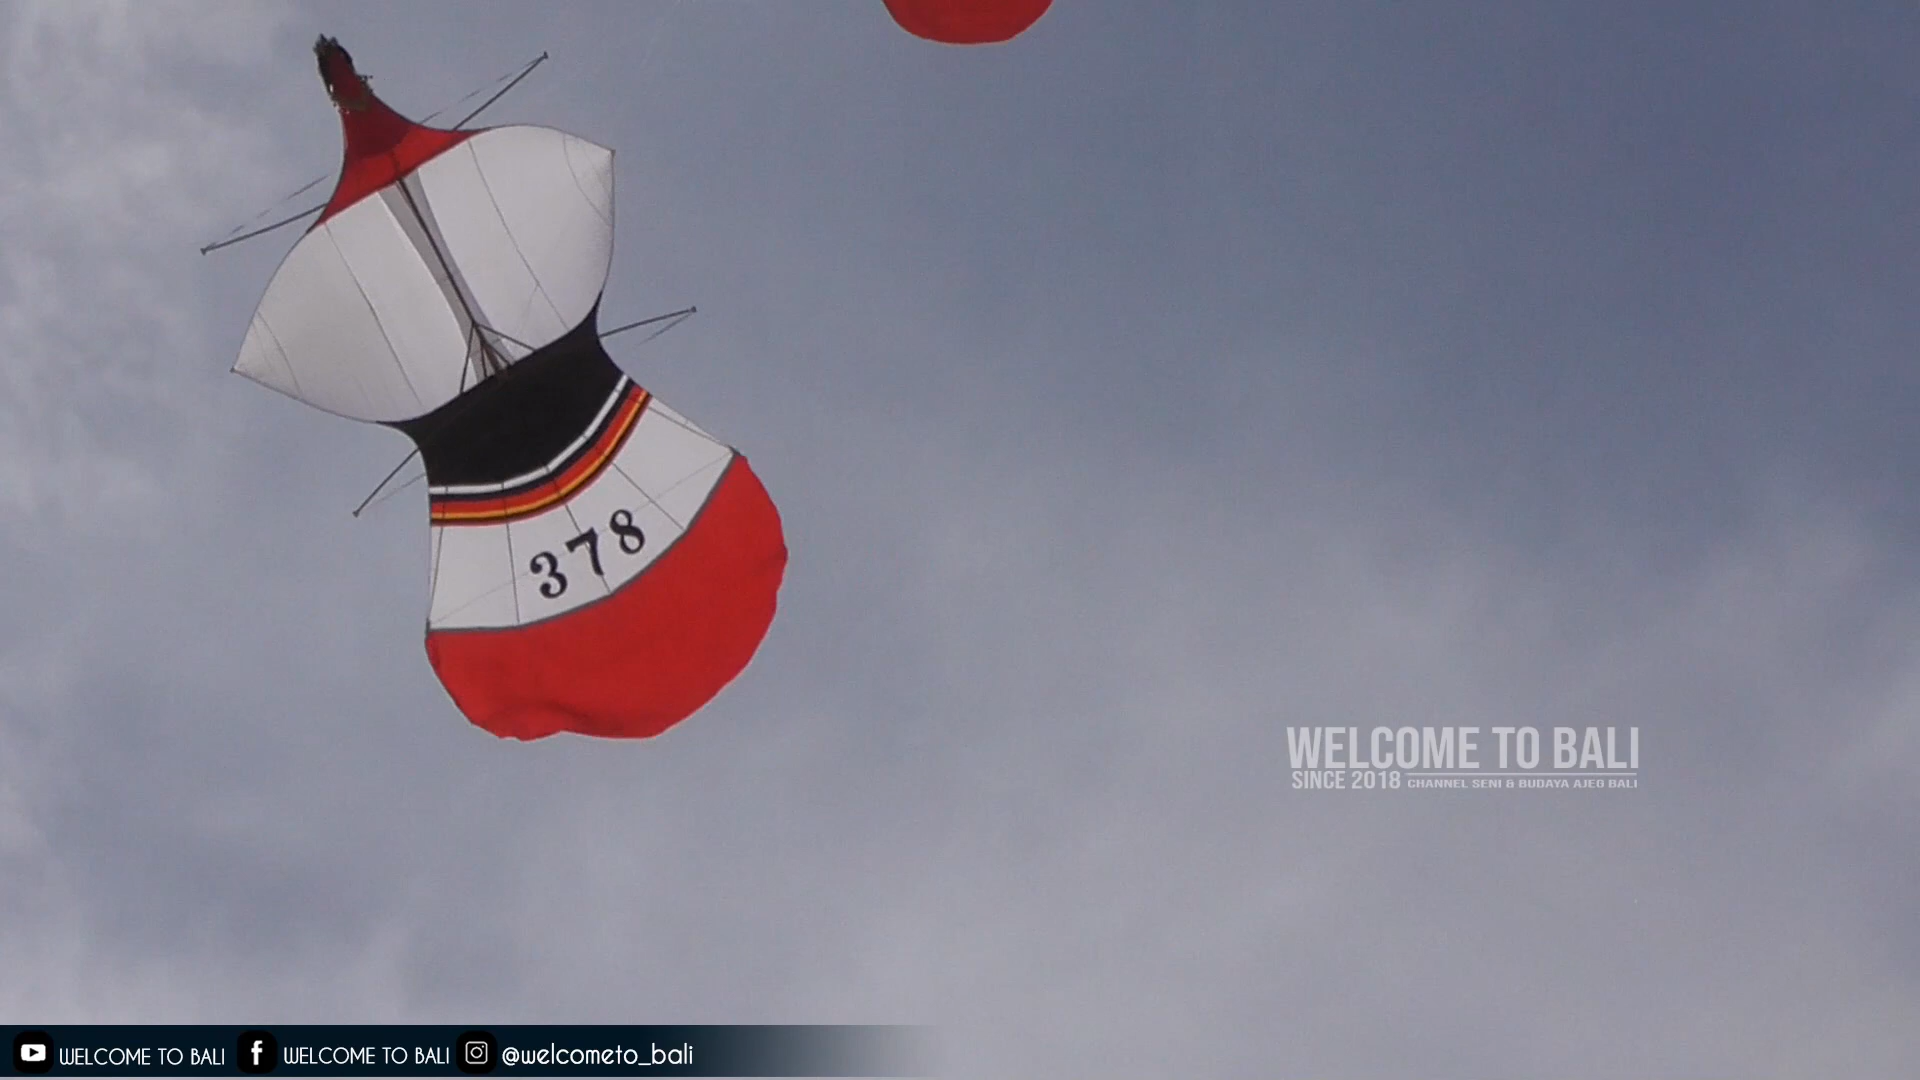 378
WELCOME TO BALI
SINCE 2018 CHANNEL SENI & BUDAYA AJEG BALI
WELCOME TO BALI WELCOME TO BALI @welcometo_bali